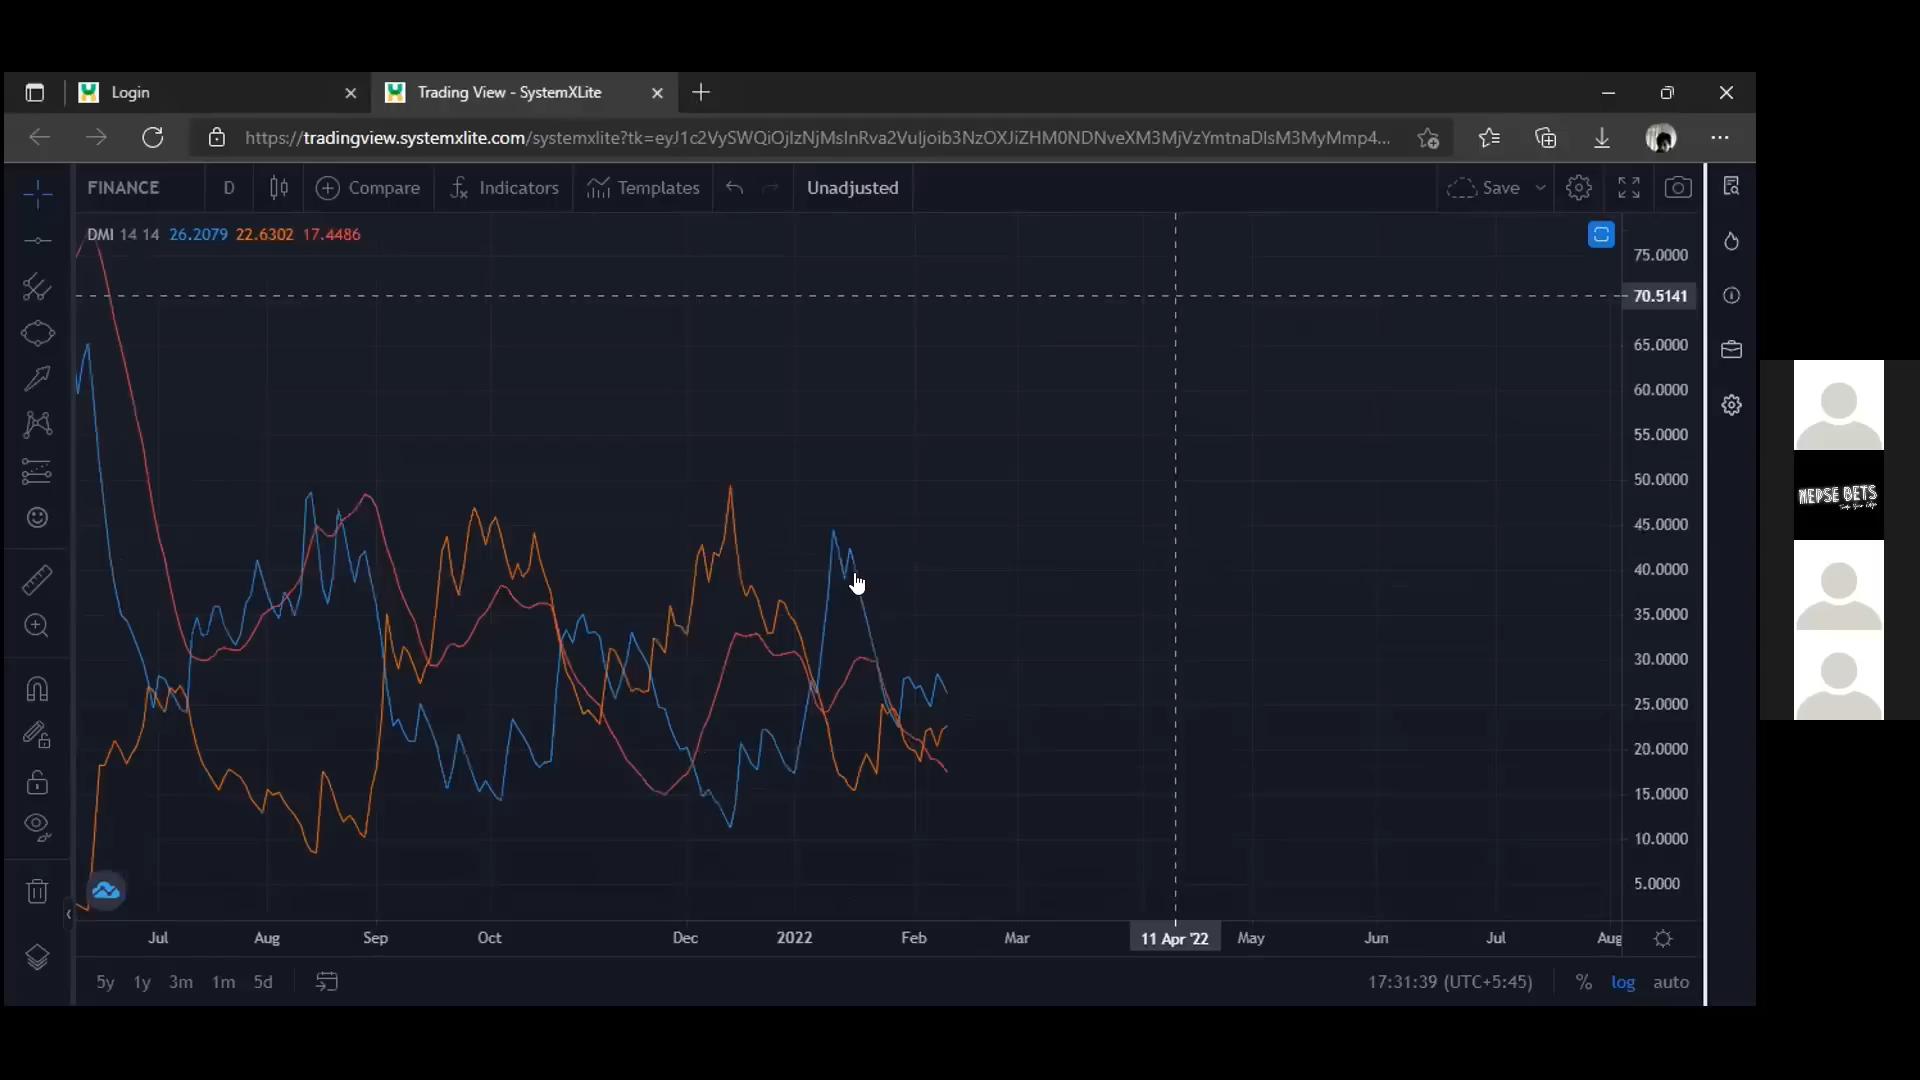 Login
Trading View - SystemXLite
https://tradingview.systemxlite.com/systemxlite?tk=eyJ1c2VySWQiOjIzNjMsInRva2VuIjoib3NzOXJiZHM0NDNveXM3MjVzYmtnaDlsM3MyMmp4...
FINANCE D Compare Indicators Templates Unadjusted Save
DMI 14 14 26.2079 22.6302 17.4486
75.0000
70.5141
65.0000
60.0000
55.0000
50.0000
45.0000
40.0000
35.0000
30.0000
25.0000
20.0000
15.0000
10.0000
5.0000
NEPSE BETS
Jul Aug Sep Oct Dec 2022 Feb Mar 11 Apr '22 May Jun Jul Aug
5y 1y 3m 1m 5d 17:31:39 (UTC+5:45) % log auto